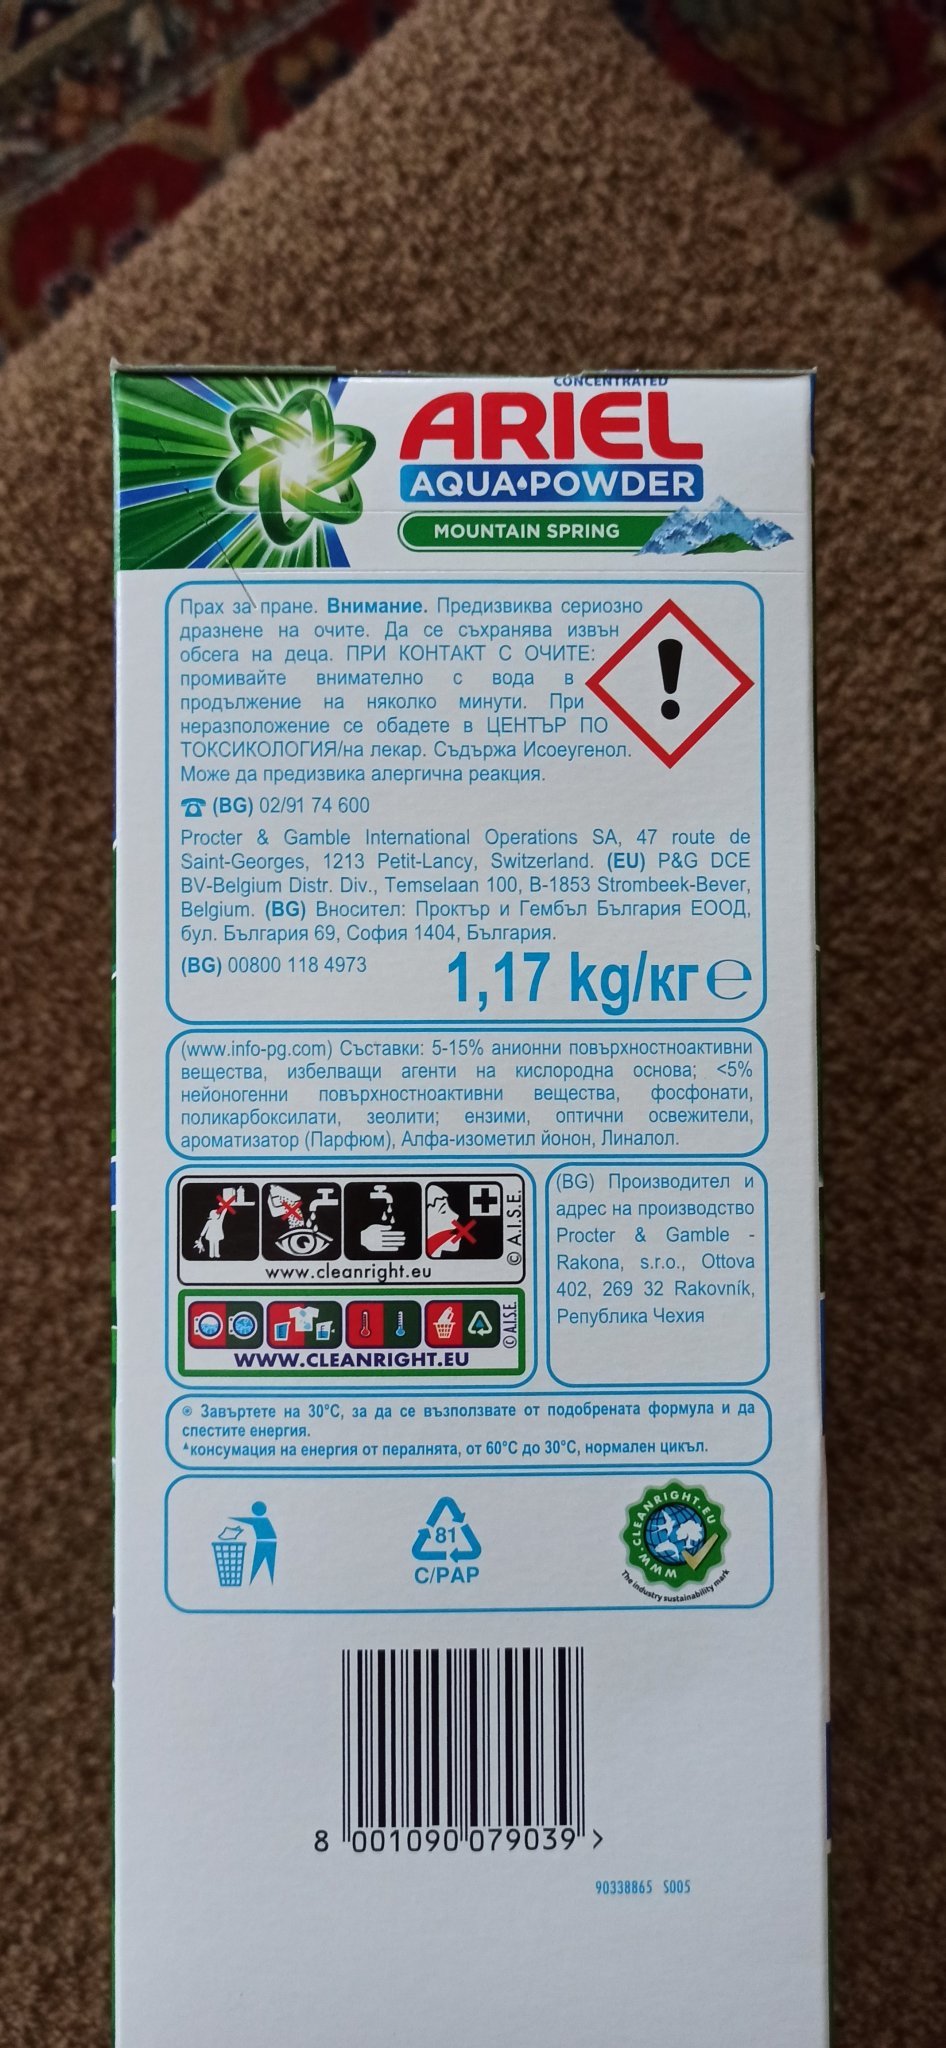 CONCENTRATED
ARIEL
AQUA POWDER
MOUNTAIN SPRING
Прах за пране. Внимание. Предизвиква сериозно
дразнене на очите. Да се съхранява извън
обсега на деца. ПРИ КОНТАКТ С ОЧИТЕ:
промивайте внимателно с вода в
продължение на няколко минути. При
неразположение се обадете в ЦЕНТЪР ПО
ТОКСИКОЛОГИЯ/на лекар. Съдържа Изоеугенол.
Може да предизвика алергична реакция.
☎ (BG) 02/91 74 600
Procter & Gamble International Operations SA, 47 route de
Saint-Georges, 1213 Petit-Lancy, Switzerland. (EU) P&G DCE
BV-Belgium Distr. Div., Temselaan 100, B-1853 Strombeek-Bever,
Belgium. (BG) Вносител: Проктър и Гембъл България ЕООД,
бул. България 69, София 1404, България.
(BG) 00800 118 4973
1,17 kg/кг e
(www.info-pg.com) Съставки: 5-15% анионни повърхностноактивни
вещества, избелващи агенти на кислородна основа; <5%
нейоногенни повърхностноактивни вещества, фосфонати,
поликарбоксилати, зеолити; ензими, оптични освежители,
ароматизатор (Парфюм), Алфа-изометил йонон, Линалол.
© A.I.S.E.
www.cleanright.eu
© A.I.S.E.
WWW.CLEANRIGHT.EU
(BG) Производител и
адрес на производство
Procter & Gamble -
Rakona, s.r.o., Ottova
402, 269 32 Rakovník,
Република Чехия
Завъртете на 30°C, за да се възползвате от подобрената формула и да
спестите енергия.
▲консумация на енергия от пералнята, от 60°C до 30°C, нормален цикъл.
81
C/PAP
WWW.CLEANRIGHT.EU
The industry sustainability mark
8 001090 079039 >
90338865 S005